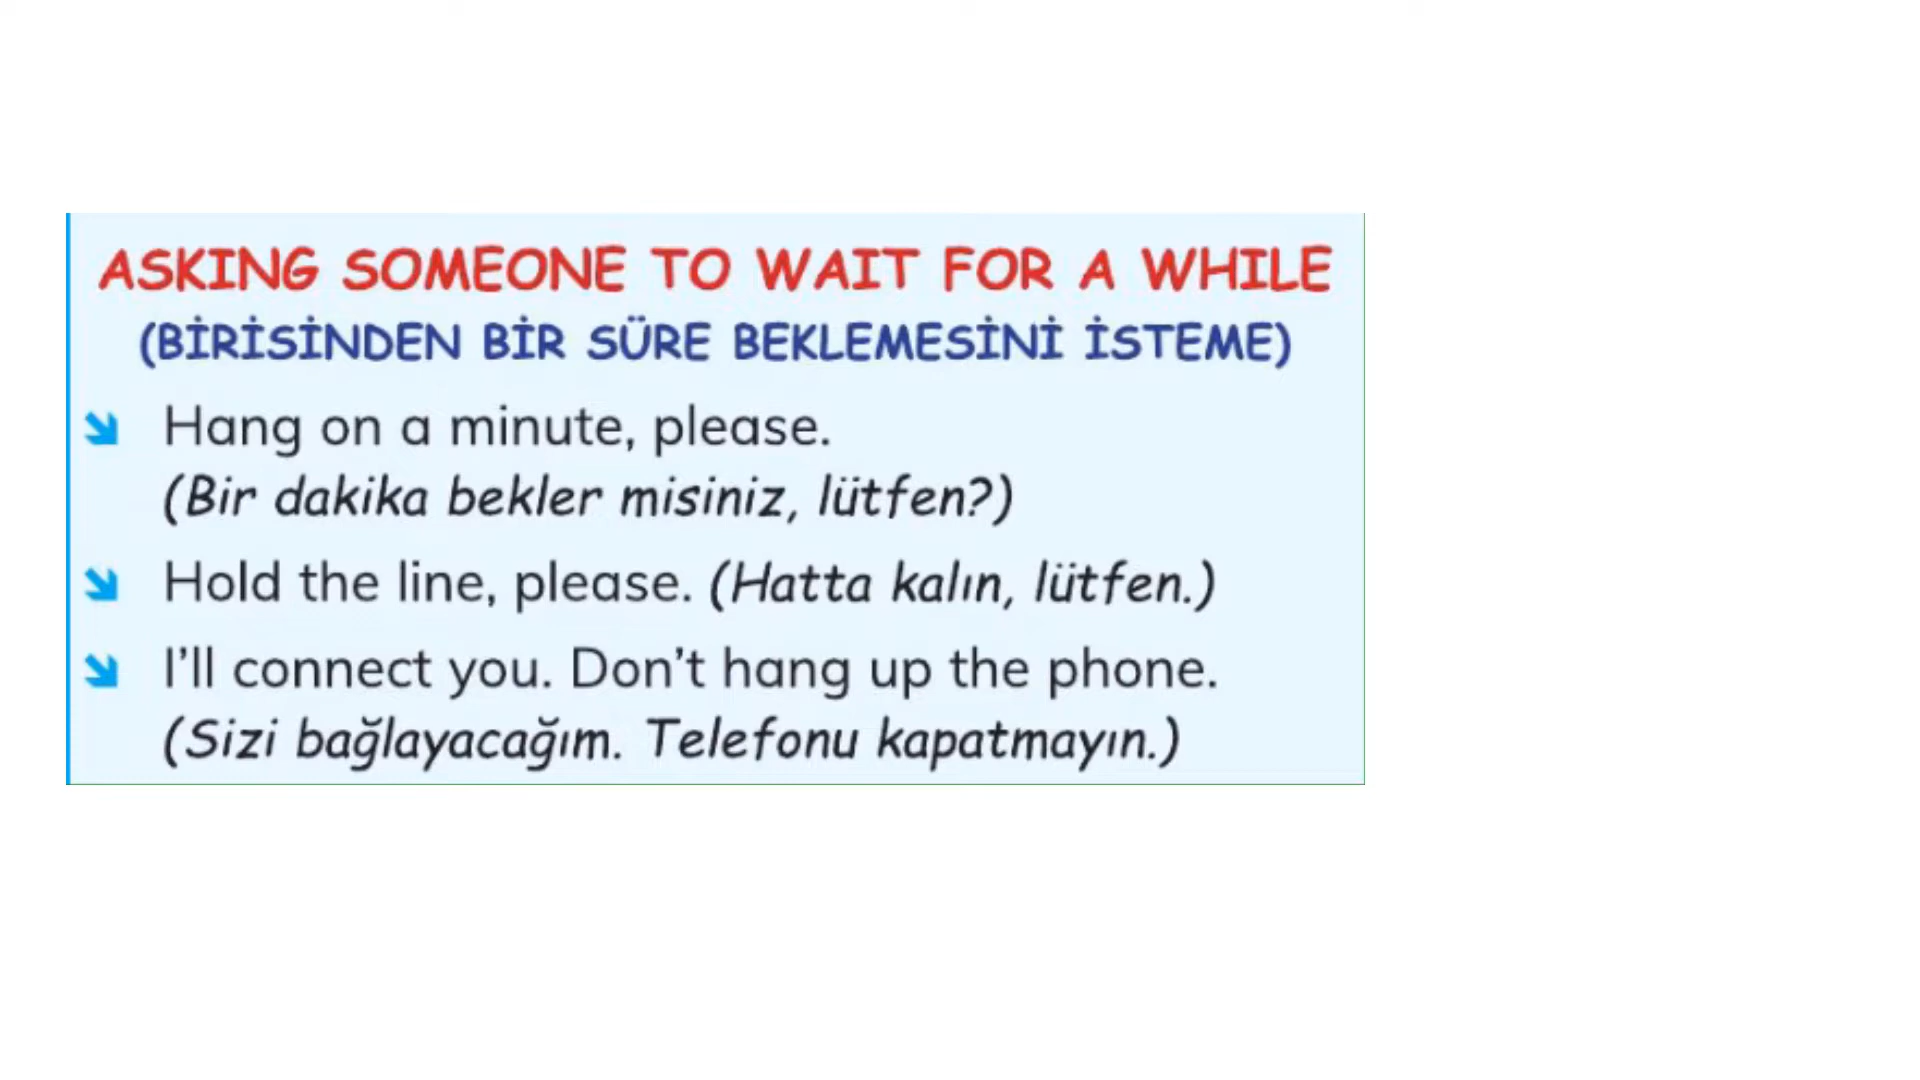 ASKING SOMEONE TO WAIT FOR A WHILE
(BİRİSİNDEN BİR SÜRE BEKLEMESİNİ İSTEME)
Hang on a minute, please.
(Bir dakika bekler misiniz, lütfen?)
Hold the line, please. (Hatta kalın, lütfen.)
I’ll connect you. Don’t hang up the phone.
(Sizi bağlayacağım. Telefonu kapatmayın.)